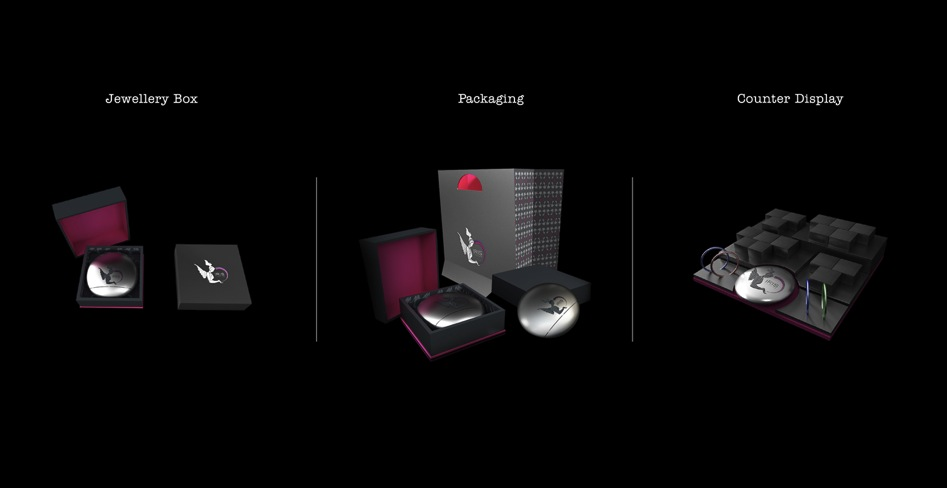 Jewellery Box
Packaging
Counter Display